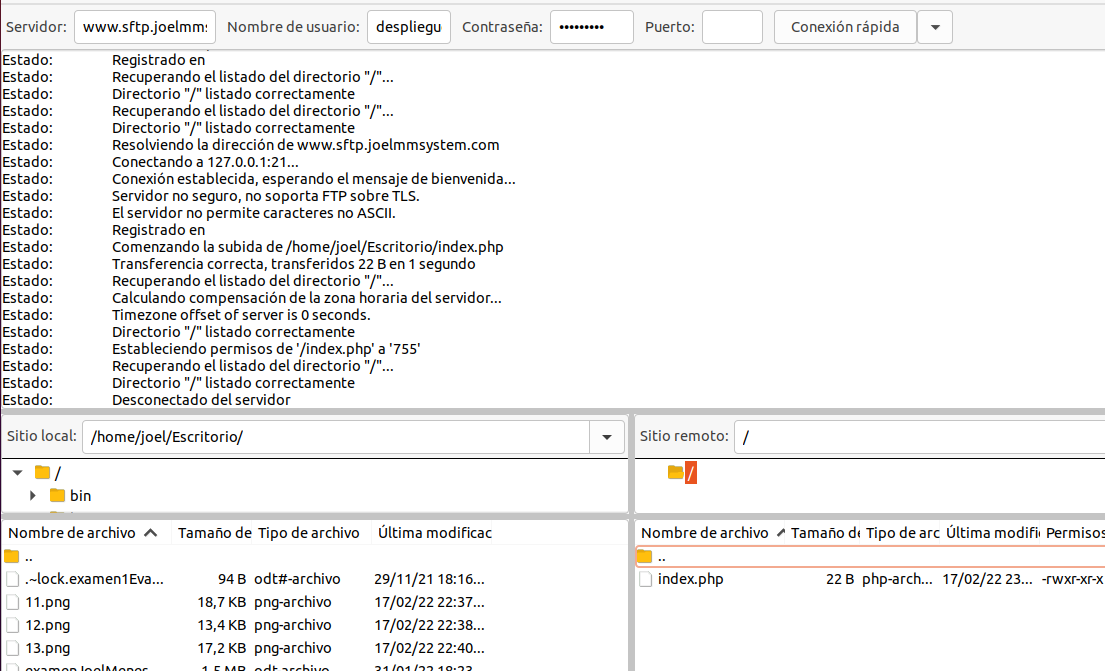 Servidor: www.sftp.joelmms Nombre de usuario: despliegu Contraseña: ••••••••• Puerto: Conexión rápida
Estado: Registrado en
Estado: Recuperando el listado del directorio "/"...
Estado: Directorio "/" listado correctamente
Estado: Recuperando el listado del directorio "/"...
Estado: Directorio "/" listado correctamente
Estado: Resolviendo la dirección de www.sftp.joelmmsystem.com
Estado: Conectando a 127.0.0.1:21...
Estado: Conexión establecida, esperando el mensaje de bienvenida...
Estado: Servidor no seguro, no soporta FTP sobre TLS.
Estado: El servidor no permite caracteres no ASCII.
Estado: Registrado en
Estado: Comenzando la subida de /home/joel/Escritorio/index.php
Estado: Transferencia correcta, transferidos 22 B en 1 segundo
Estado: Recuperando el listado del directorio "/"...
Estado: Calculando compensación de la zona horaria del servidor...
Estado: Timezone offset of server is 0 seconds.
Estado: Directorio "/" listado correctamente
Estado: Estableciendo permisos de '/index.php' a '755'
Estado: Recuperando el listado del directorio "/"...
Estado: Directorio "/" listado correctamente
Estado: Desconectado del servidor
Sitio local: /home/joel/Escritorio/
/
bin
Nombre de archivo Tamaño de Tipo de archivo Última modificac
..
.~lock.examen1Eva... 94 B odt#-archivo 29/11/21 18:16...
11.png 18,7 KB png-archivo 17/02/22 22:37...
12.png 13,4 KB png-archivo 17/02/22 22:38...
13.png 17,2 KB png-archivo 17/02/22 22:40...
examenJoelMenes 1,5 MB odt-archivo 31/01/22 18:23
Sitio remoto: /
/
Nombre de archivo Tamaño de Tipo de arc Última modifi Permisos
..
index.php 22 B php-arch... 17/02/22 23... -rwxr-xr-x